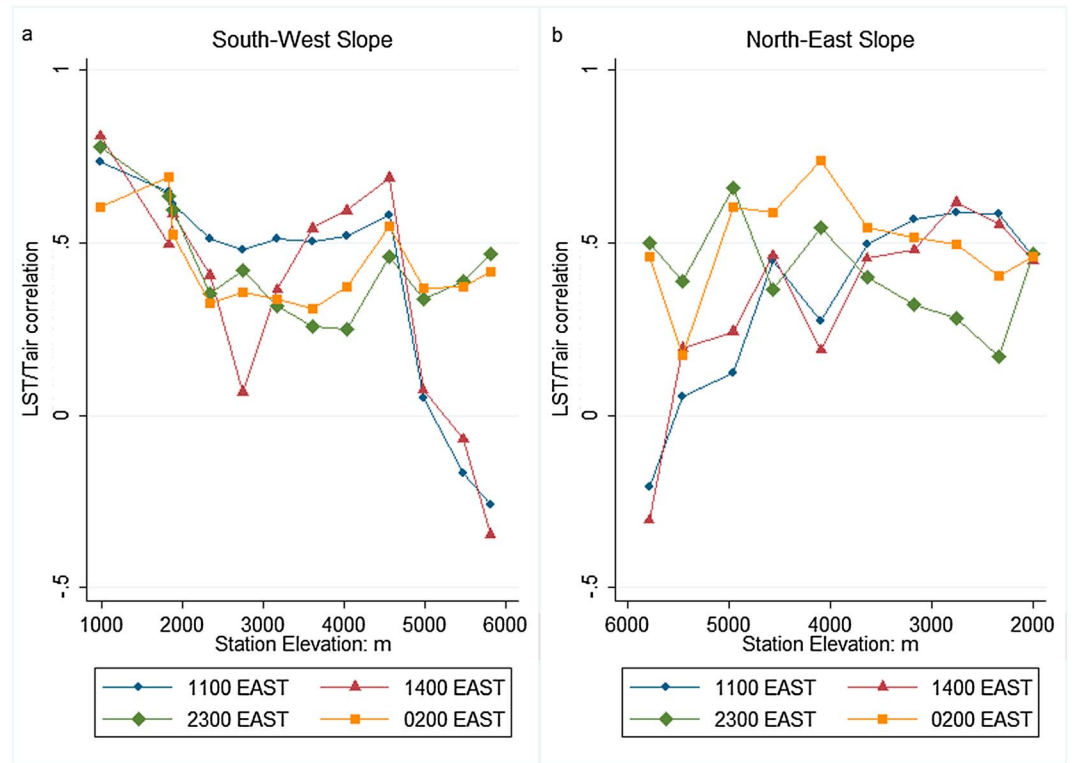 a
South-West Slope
LST/Tair correlation
1
.5
0
-.5
1000 2000 3000 4000 5000 6000
Station Elevation: m
1100 EAST 1400 EAST
2300 EAST 0200 EAST
b
North-East Slope
LST/Tair correlation
1
.5
0
-.5
6000 5000 4000 3000 2000
Station Elevation: m
1100 EAST 1400 EAST
2300 EAST 0200 EAST